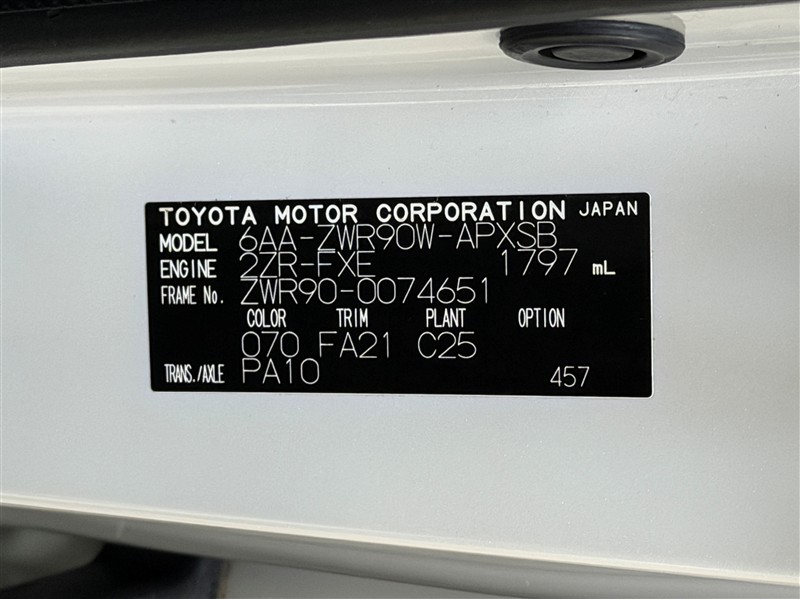 TOYOTA MOTOR CORPORATION JAPAN
MODEL 6AA-ZWR90W-APXSB
ENGINE 2ZR-FXE 1797 mL
FRAME No. ZWR90-0074651
COLOR TRIM PLANT OPTION
070 FA21 C25
TRANS./AXLE PA10 457